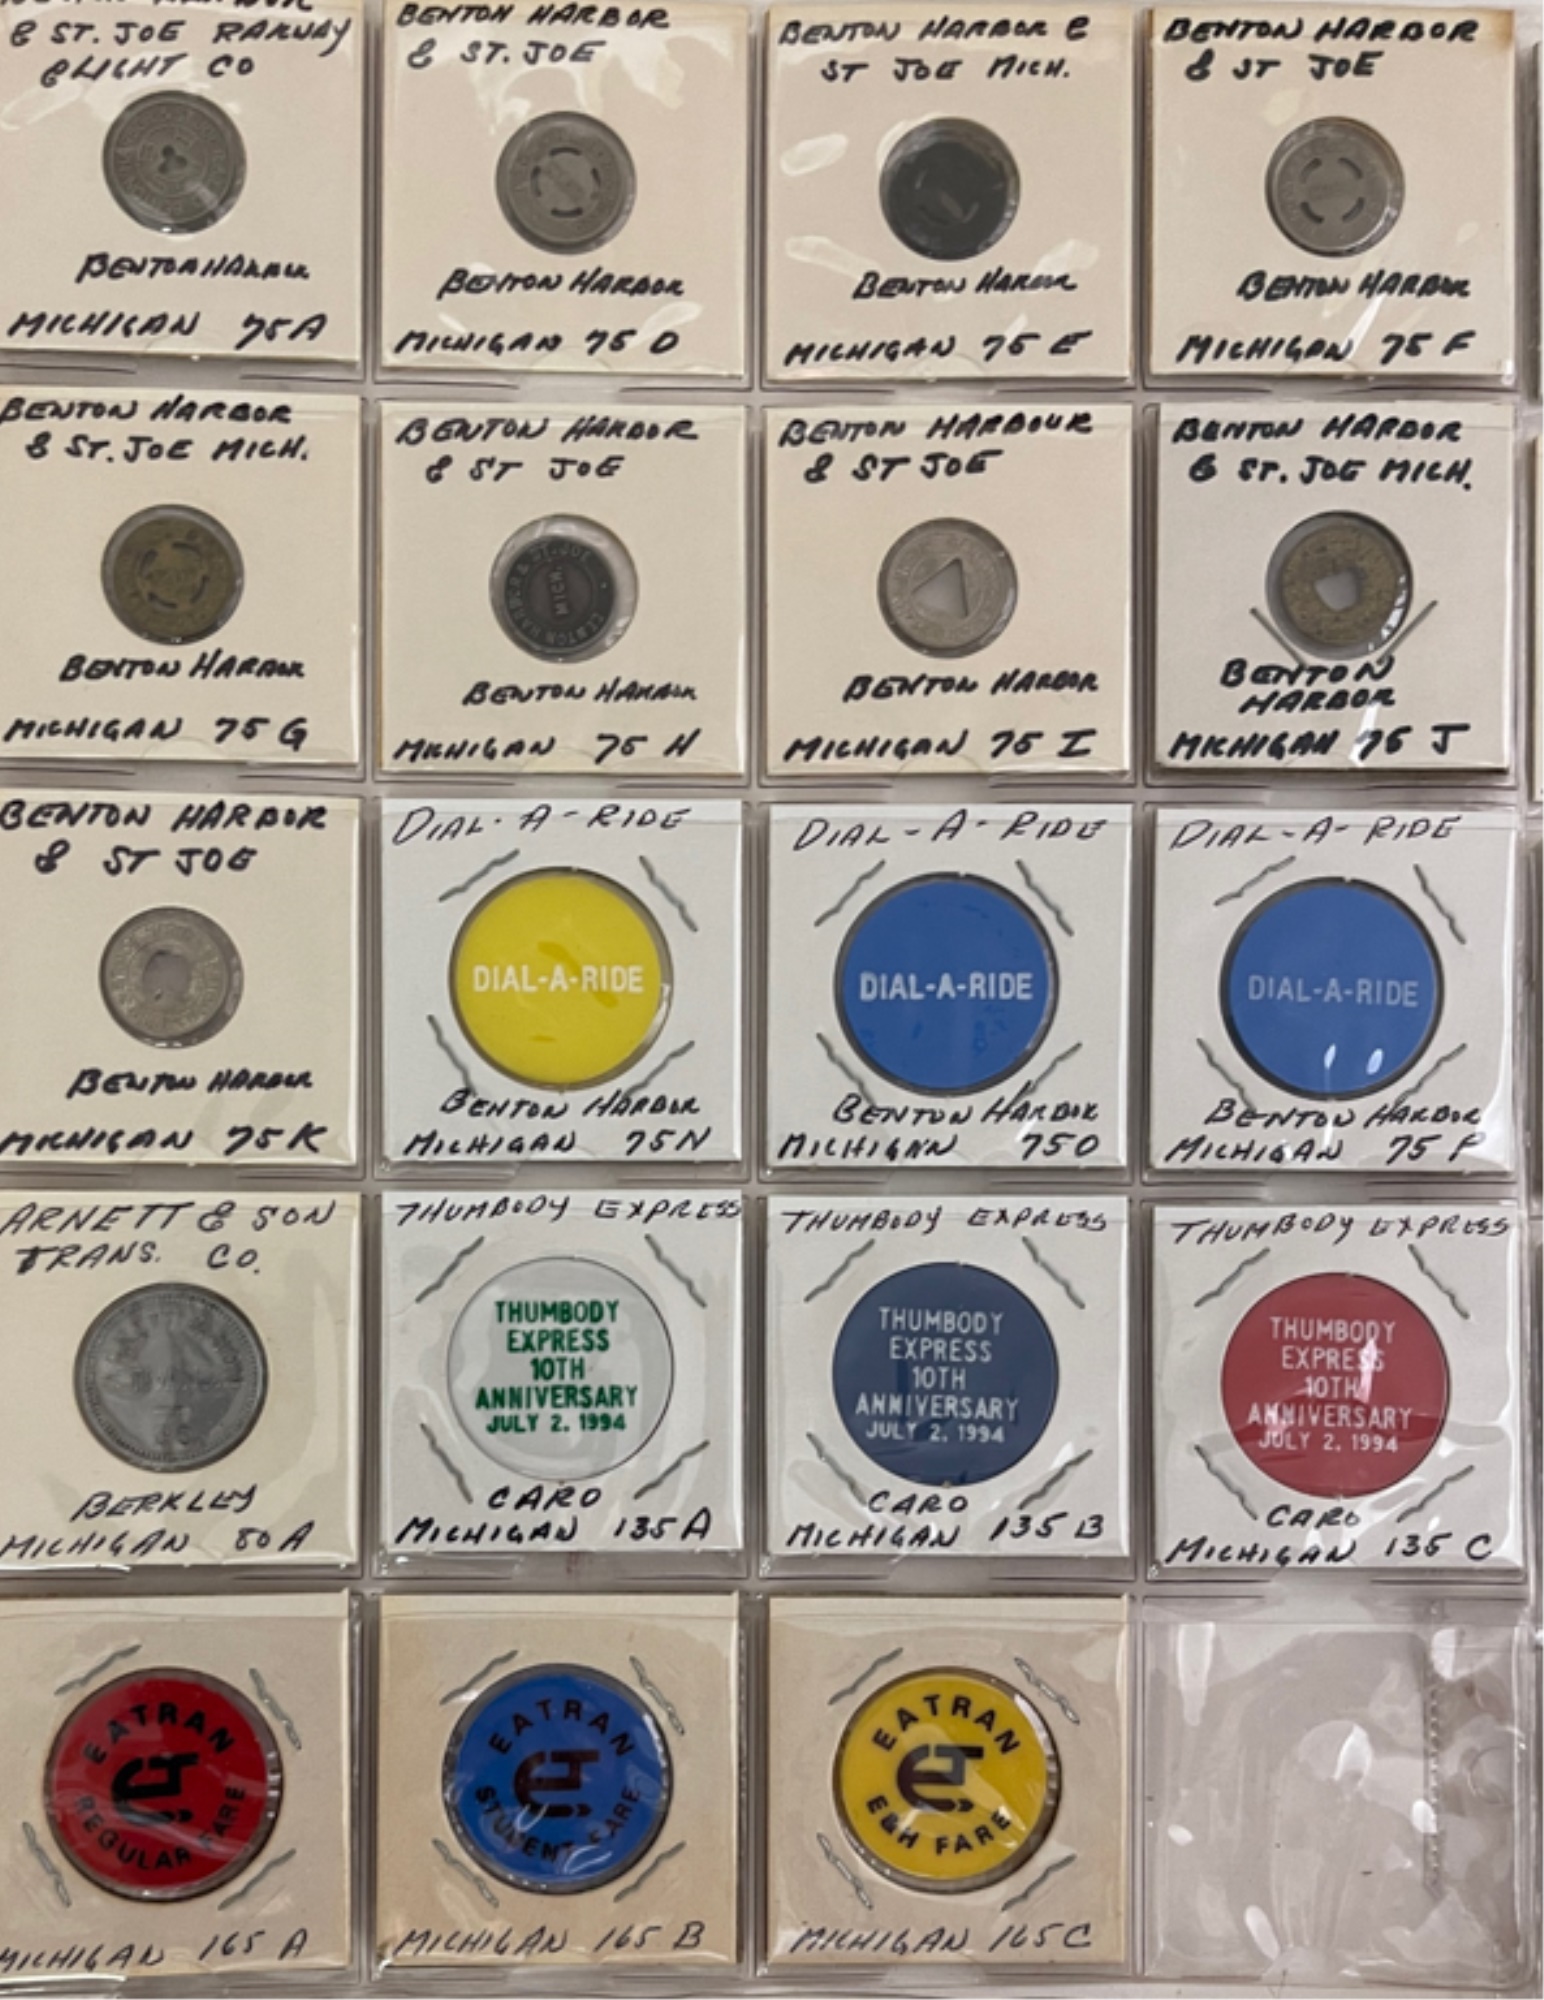 & ST. JOE RAILWAY
& LIGHT CO
BENTON HARBOR
MICHIGAN 75A
BENTON HARBOR
& ST. JOE
BENTON HARBOR
MICHIGAN 75 D
BENTON HARBOR &
ST JOE MICH.
BENTON HARBOR
MICHIGAN 75 E
BENTON HARBOR
& ST JOE
BENTON HARBOR
MICHIGAN 75 F
BENTON HARBOR
& ST. JOE MICH.
BENTON HARBOR
MICHIGAN 75 G
BENTON HARBOR
& ST JOE
BENTON HARBOR & ST. JOE
MICH.
BENTON HARBOR
MICHIGAN 75 H
BENTON HARBOUR
& ST JOE
BENTON HARBOR
MICHIGAN 75 I
BENTON HARBOR
& ST. JOE MICH.
BENTON
HARBOR
MICHIGAN 75 J
BENTON HARBOR
& ST JOE
BENTON HARBOR
MICHIGAN 75 K
DIAL-A-RIDE
DIAL-A-RIDE
BENTON HARBOR
MICHIGAN 75N
DIAL-A-RIDE
DIAL-A-RIDE
BENTON HARBOR
MICHIGAN 75O
DIAL-A-RIDE
DIAL-A-RIDE
BENTON HARBOR
MICHIGAN 75 P
ARNETT & SON
TRANS. CO.
BERKLEY
MICHIGAN 80A
THUMBODY EXPRESS
THUMBODY
EXPRESS
10TH
ANNIVERSARY
JULY 2, 1994
CARO
MICHIGAN 135 A
THUMBODY EXPRESS
THUMBODY
EXPRESS
10TH
ANNIVERSARY
JULY 2, 1994
CARO
MICHIGAN 135 B
THUMBODY EXPRESS
THUMBODY
EXPRESS
10TH
ANNIVERSARY
JULY 2, 1994
CARO
MICHIGAN 135 C
EATRAN
REGULAR FARE
MICHIGAN 165 A
EATRAN
STUDENT FARE
MICHIGAN 165 B
EATRAN
E&H FARE
MICHIGAN 165C